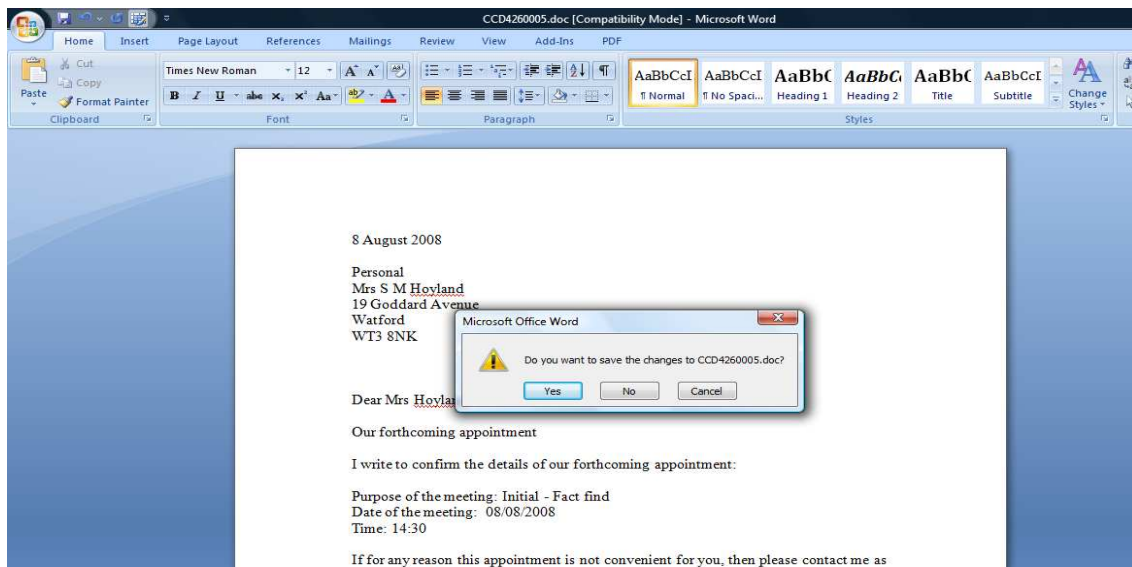 CCD4260005.doc [Compatibility Mode] - Microsoft Word
Home Insert Page Layout References Mailings Review View Add-Ins PDF
Paste
Cut
Copy
Format Painter
Clipboard
Times New Roman 12
B I U abc x₂ x² Aa
Font
Paragraph
AaBbCcI AaBbCcI AaBbC AaBbCc AaBbC AaBbCcI
¶ Normal ¶ No Spaci... Heading 1 Heading 2 Title Subtitle
Change
Styles
Styles
8 August 2008
Personal
Mrs S M Hoyland
19 Goddard Avenue
Watford
WT3 8NK
Microsoft Office Word
Do you want to save the changes to CCD4260005.doc?
Yes No Cancel
Dear Mrs Hoylan
Our forthcoming appointment
I write to confirm the details of our forthcoming appointment:
Purpose of the meeting: Initial - Fact find
Date of the meeting: 08/08/2008
Time: 14:30
If for any reason this appointment is not convenient for you, then please contact me as